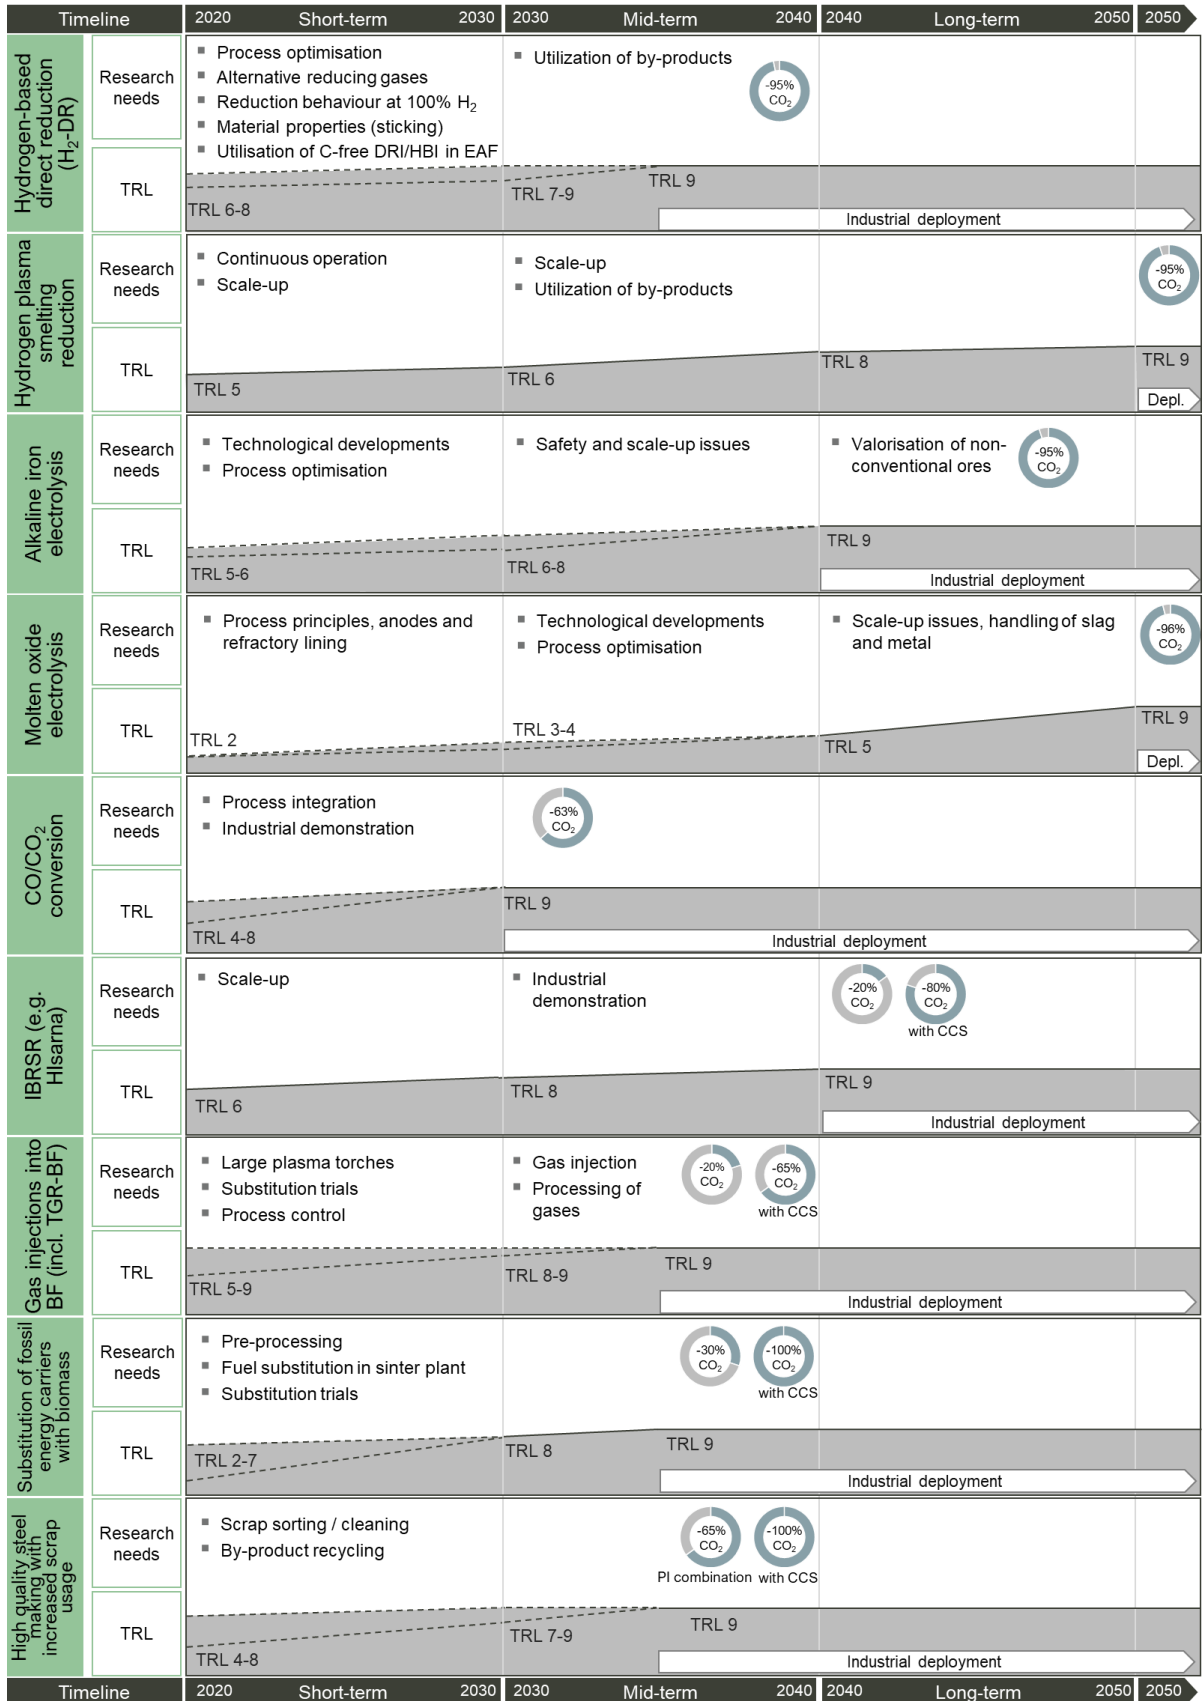 Timeline 2020 Short-term 2030 2030 Mid-term 2040 2040 Long-term 2050 2050
Hydrogen-based
direct reduction
(H₂-DR)
Research
needs
▪ Process optimisation
▪ Alternative reducing gases
▪ Reduction behaviour at 100% H₂
▪ Material properties (sticking)
▪ Utilisation of C-free DRI/HBI in EAF
▪ Utilization of by-products
-95%
CO₂
TRL
TRL 6-8
TRL 7-9
TRL 9
Industrial deployment
Hydrogen plasma
smelting
reduction
Research
needs
▪ Continuous operation
▪ Scale-up
▪ Scale-up
▪ Utilization of by-products
-95%
CO₂
TRL
TRL 5
TRL 6
TRL 8
TRL 9
Depl.
Alkaline iron
electrolysis
Research
needs
▪ Technological developments
▪ Process optimisation
▪ Safety and scale-up issues
▪ Valorisation of non-
conventional ores
-95%
CO₂
TRL
TRL 5-6
TRL 6-8
TRL 9
Industrial deployment
Molten oxide
electrolysis
Research
needs
▪ Process principles, anodes and
refractory lining
▪ Technological developments
▪ Process optimisation
▪ Scale-up issues, handling of slag
and metal
-96%
CO₂
TRL
TRL 2
TRL 3-4
TRL 5
TRL 9
Depl.
CO/CO₂
conversion
Research
needs
▪ Process integration
▪ Industrial demonstration
-63%
CO₂
TRL
TRL 4-8
TRL 9
Industrial deployment
IBRSR (e.g.
HIsarna)
Research
needs
▪ Scale-up
▪ Industrial
demonstration
-20%
CO₂
-80%
CO₂
with CCS
TRL
TRL 6
TRL 8
TRL 9
Industrial deployment
Gas injections into
BF (incl. TGR-BF)
Research
needs
▪ Large plasma torches
▪ Substitution trials
▪ Process control
▪ Gas injection
▪ Processing of
gases
-20%
CO₂
-65%
CO₂
with CCS
TRL
TRL 5-9
TRL 8-9
TRL 9
Industrial deployment
Substitution of fossil
energy carriers
with biomass
Research
needs
▪ Pre-processing
▪ Fuel substitution in sinter plant
▪ Substitution trials
-30%
CO₂
-100%
CO₂
with CCS
TRL
TRL 2-7
TRL 8
TRL 9
Industrial deployment
High quality steel
making with
increased scrap
usage
Research
needs
▪ Scrap sorting / cleaning
▪ By-product recycling
-65%
CO₂
PI combination
-100%
CO₂
with CCS
TRL
TRL 4-8
TRL 7-9
TRL 9
Industrial deployment
Timeline 2020 Short-term 2030 2030 Mid-term 2040 2040 Long-term 2050 2050